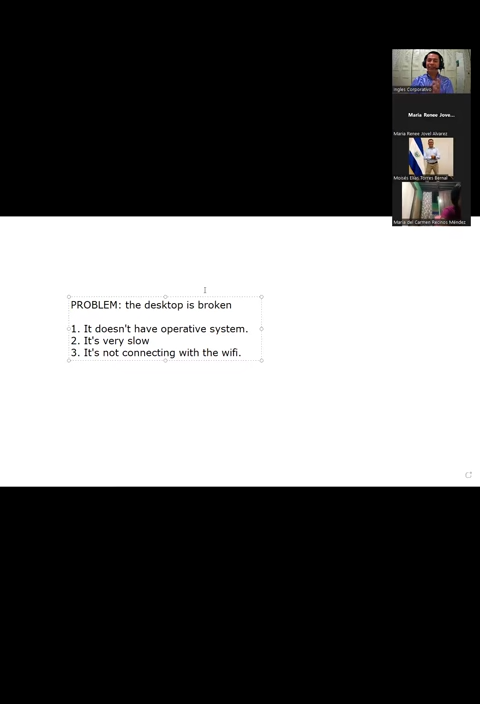 Ingles Corporativo
Maria Renee Jove...
Maria Renee Jovel Alvarez
Moisés Elías Torres Bernal
Maria del Carmen Recinos Méndez
PROBLEM: the desktop is broken
1. It doesn't have operative system.
2. It's very slow
3. It's not connecting with the wifi.